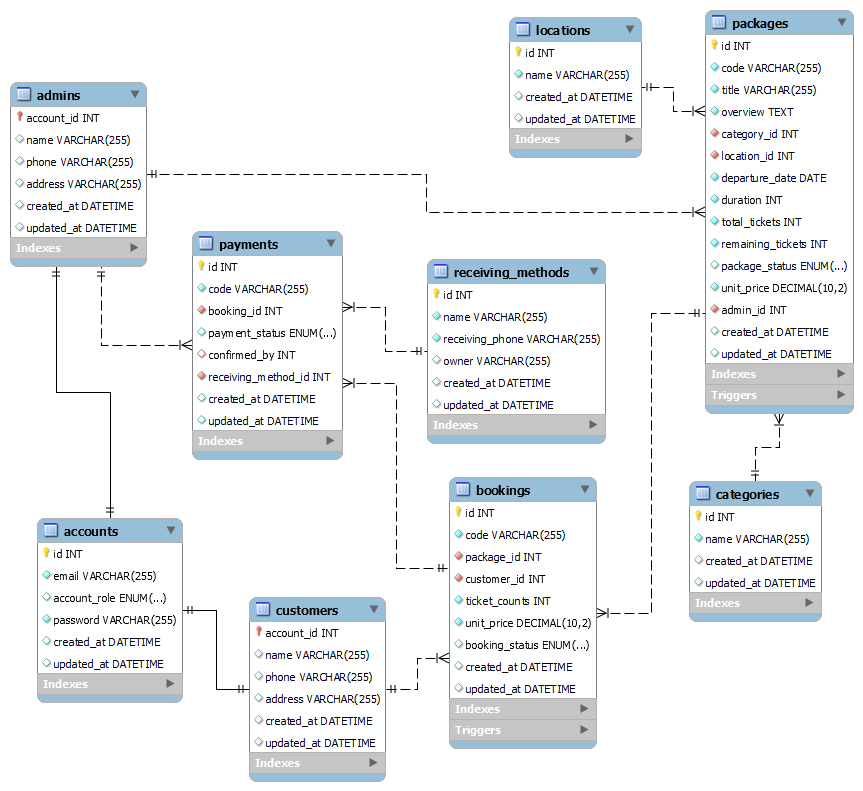 locations
id INT
name VARCHAR(255)
created_at DATETIME
updated_at DATETIME
Indexes
packages
id INT
code VARCHAR(255)
title VARCHAR(255)
overview TEXT
category_id INT
location_id INT
departure_date DATE
duration INT
total_tickets INT
remaining_tickets INT
package_status ENUM(...)
unit_price DECIMAL(10,2)
admin_id INT
created_at DATETIME
updated_at DATETIME
Indexes
Triggers
admins
account_id INT
name VARCHAR(255)
phone VARCHAR(255)
address VARCHAR(255)
created_at DATETIME
updated_at DATETIME
Indexes
payments
id INT
code VARCHAR(255)
booking_id INT
payment_status ENUM(...)
confirmed_by INT
receiving_method_id INT
created_at DATETIME
updated_at DATETIME
Indexes
receiving_methods
id INT
name VARCHAR(255)
receiving_phone VARCHAR(255)
owner VARCHAR(255)
created_at DATETIME
updated_at DATETIME
Indexes
bookings
id INT
code VARCHAR(255)
package_id INT
customer_id INT
ticket_counts INT
unit_price DECIMAL(10,2)
booking_status ENUM(...)
created_at DATETIME
updated_at DATETIME
Indexes
Triggers
categories
id INT
name VARCHAR(255)
created_at DATETIME
updated_at DATETIME
Indexes
accounts
id INT
email VARCHAR(255)
account_role ENUM(...)
password VARCHAR(255)
created_at DATETIME
updated_at DATETIME
Indexes
customers
account_id INT
name VARCHAR(255)
phone VARCHAR(255)
address VARCHAR(255)
created_at DATETIME
updated_at DATETIME
Indexes